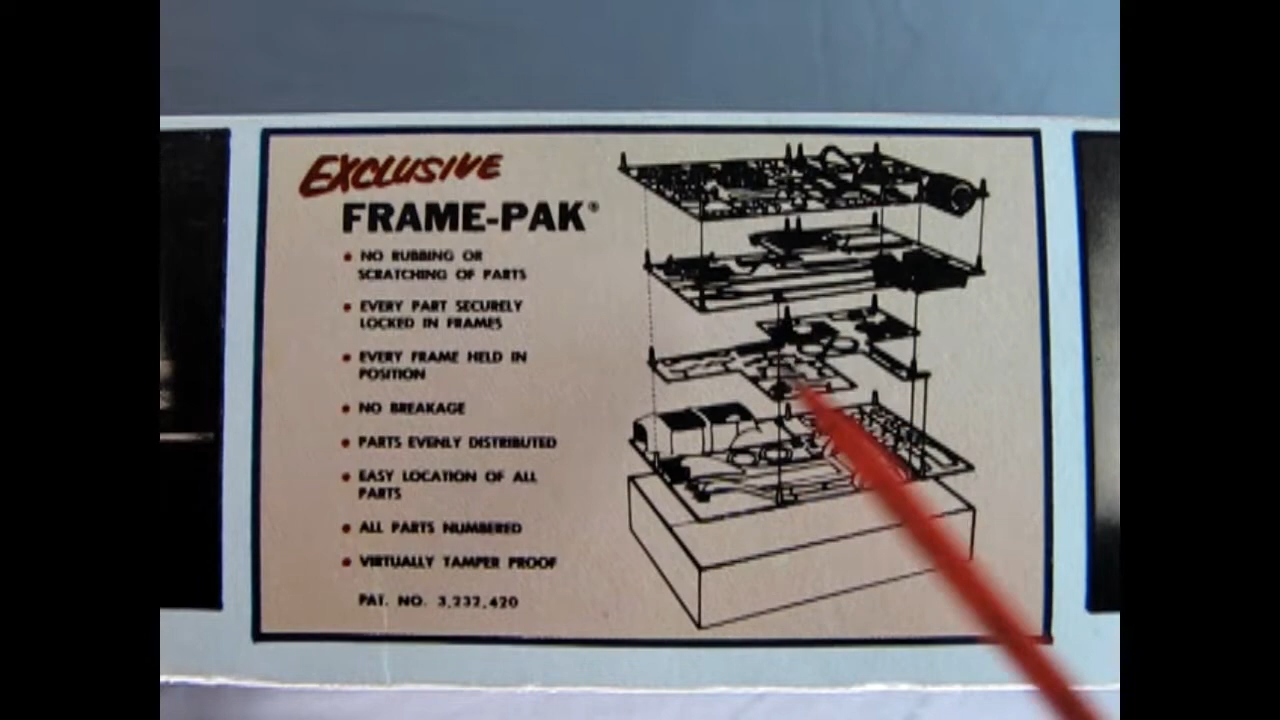 EXCLUSIVE
FRAME-PAK®
• NO RUBBING OR
SCRATCHING OF PARTS
• EVERY PART SECURELY
LOCKED IN FRAMES
• EVERY FRAME HELD IN
POSITION
• NO BREAKAGE
• PARTS EVENLY DISTRIBUTED
• EASY LOCATION OF ALL
PARTS
• ALL PARTS NUMBERED
• VIRTUALLY TAMPER PROOF
PAT. NO. 3,232,420